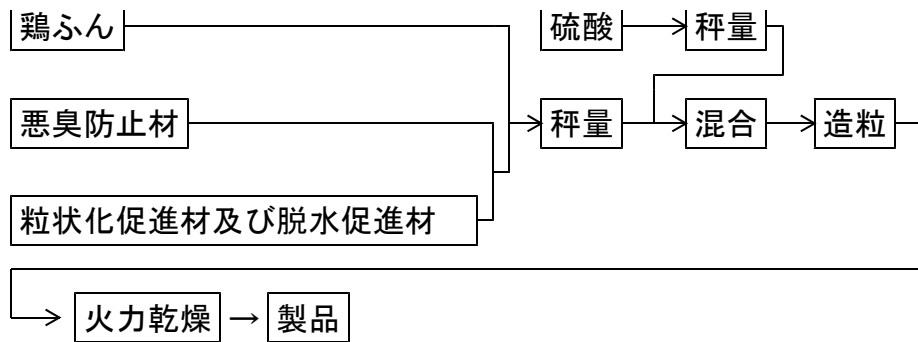 鶏ふん
硫酸 → 秤量
悪臭防止材
秤量 → 混合 → 造粒
粒状化促進材及び脱水促進材
火力乾燥 → 製品